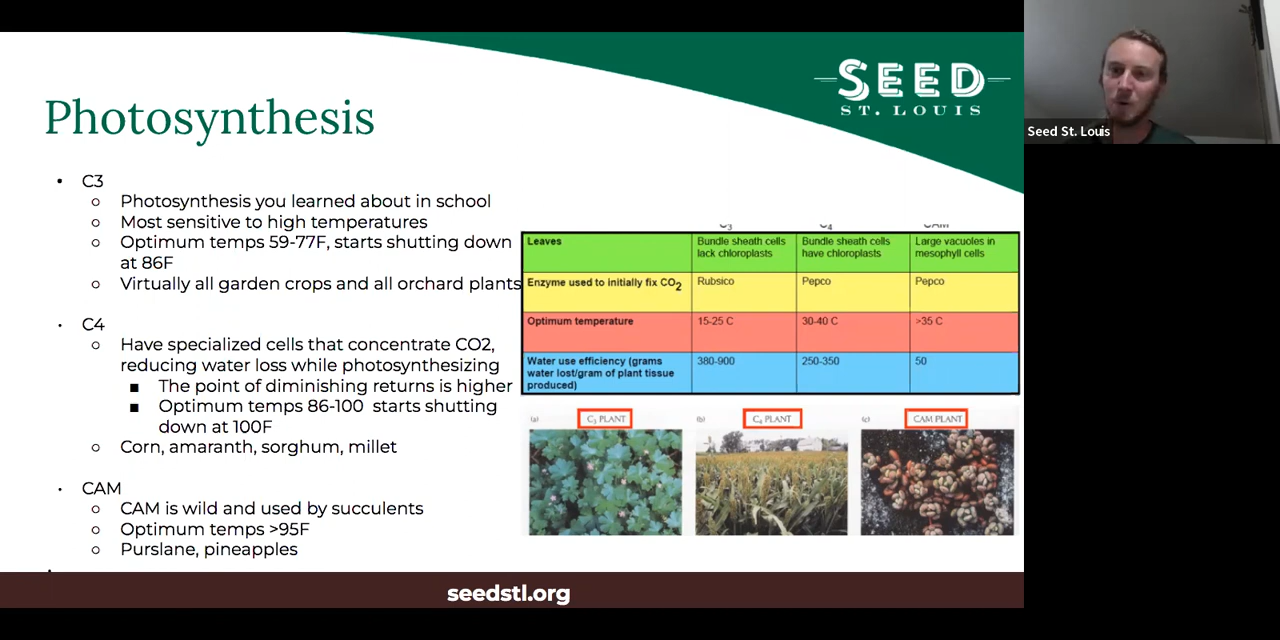 SEED
ST. LOUIS
Seed St. Louis
Photosynthesis
• C3
○ Photosynthesis you learned about in school
○ Most sensitive to high temperatures
○ Optimum temps 59-77F, starts shutting down
at 86F
○ Virtually all garden crops and all orchard plants
• C4
○ Have specialized cells that concentrate CO2,
reducing water loss while photosynthesizing
■ The point of diminishing returns is higher
■ Optimum temps 86-100 starts shutting
down at 100F
○ Corn, amaranth, sorghum, millet
• CAM
○ CAM is wild and used by succulents
○ Optimum temps >95F
○ Purslane, pineapples
C3 C4 CAM
Leaves
Bundle sheath cells
lack chloroplasts
Bundle sheath cells
have chloroplasts
Large vacuoles in
mesophyll cells
Enzyme used to initially fix CO2
Rubsico
Pepco
Pepco
Optimum temperature
15-25 C
30-40 C
>35 C
Water use efficiency (grams
water lost/gram of plant tissue
produced)
380-900
250-350
50
(a) C3 PLANT
(b) C4 PLANT
(c) CAM PLANT
seedstl.org